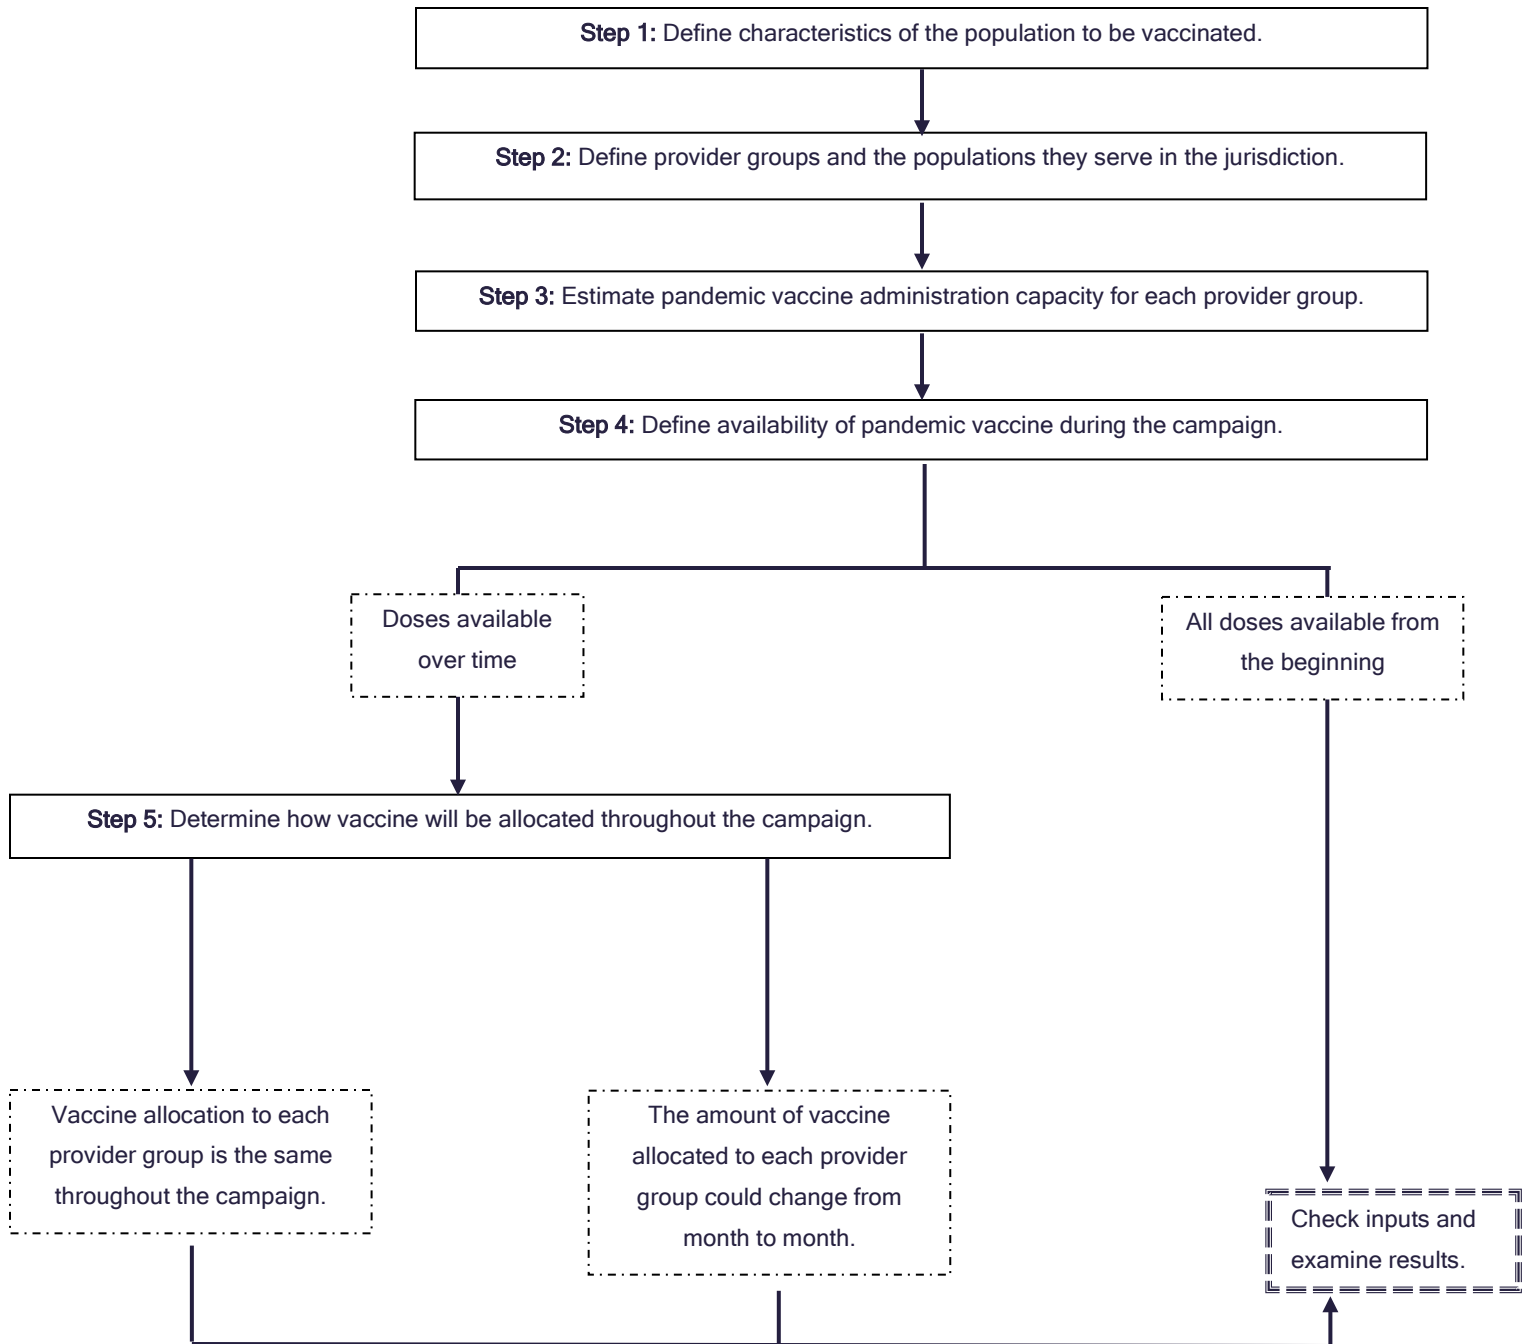 Step 1: Define characteristics of the population to be vaccinated.
Step 2: Define provider groups and the populations they serve in the jurisdiction.
Step 3: Estimate pandemic vaccine administration capacity for each provider group.
Step 4: Define availability of pandemic vaccine during the campaign.
Doses available
over time
All doses available from
the beginning
Step 5: Determine how vaccine will be allocated throughout the campaign.
Vaccine allocation to each
provider group is the same
throughout the campaign.
The amount of vaccine
allocated to each provider
group could change from
month to month.
Check inputs and
examine results.